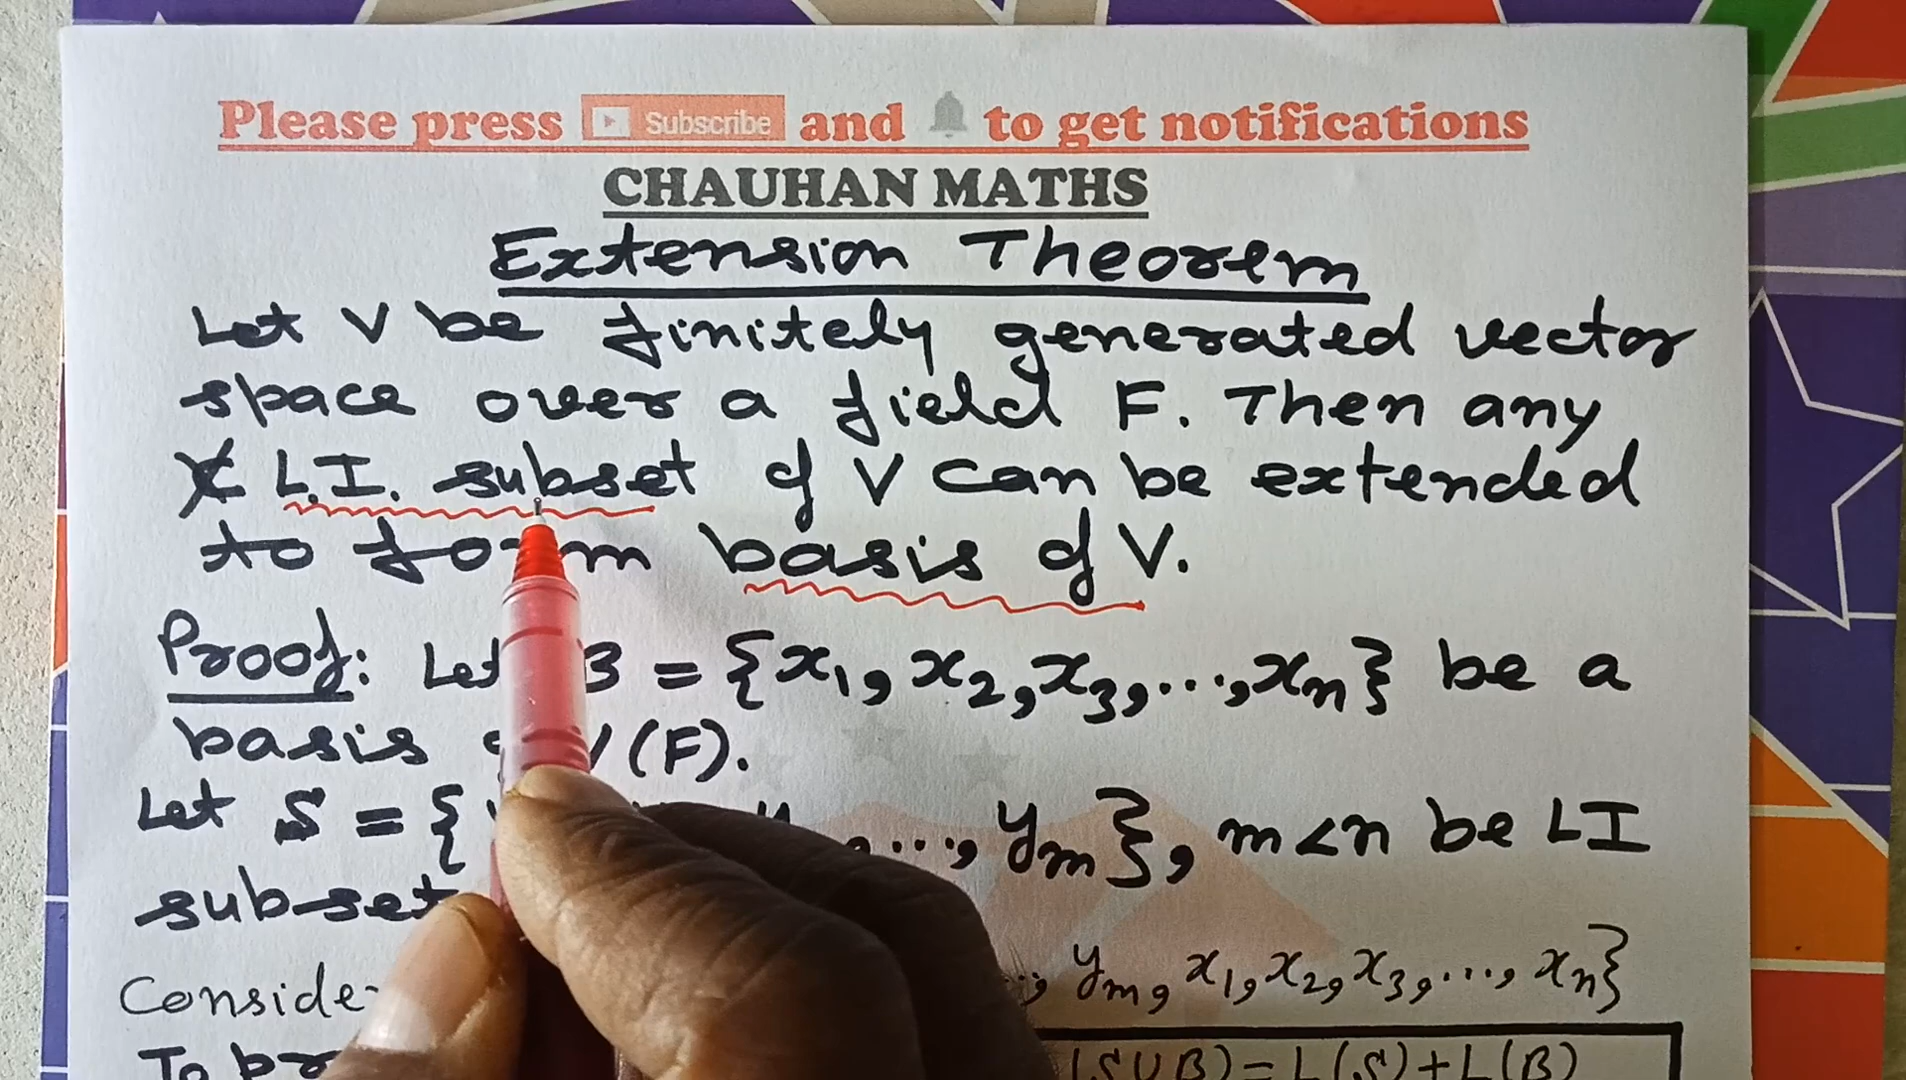 Please press Subscribe and to get notifications
CHAUHAN MATHS
Extension Theorem
Let V be finitely generated vector
space over a field F. Then any
L.I. subset of V can be extended
to form basis of V.
Proof: Let B = {x₁, x₂, x₃, ..., xₙ} be a
basis V(F).
Let S = { ..., yₘ}, m<n be LI
subset
..., yₘ, x₁, x₂, x₃, ..., xₙ}
To
L(S∪B) = L(S) + L(B)